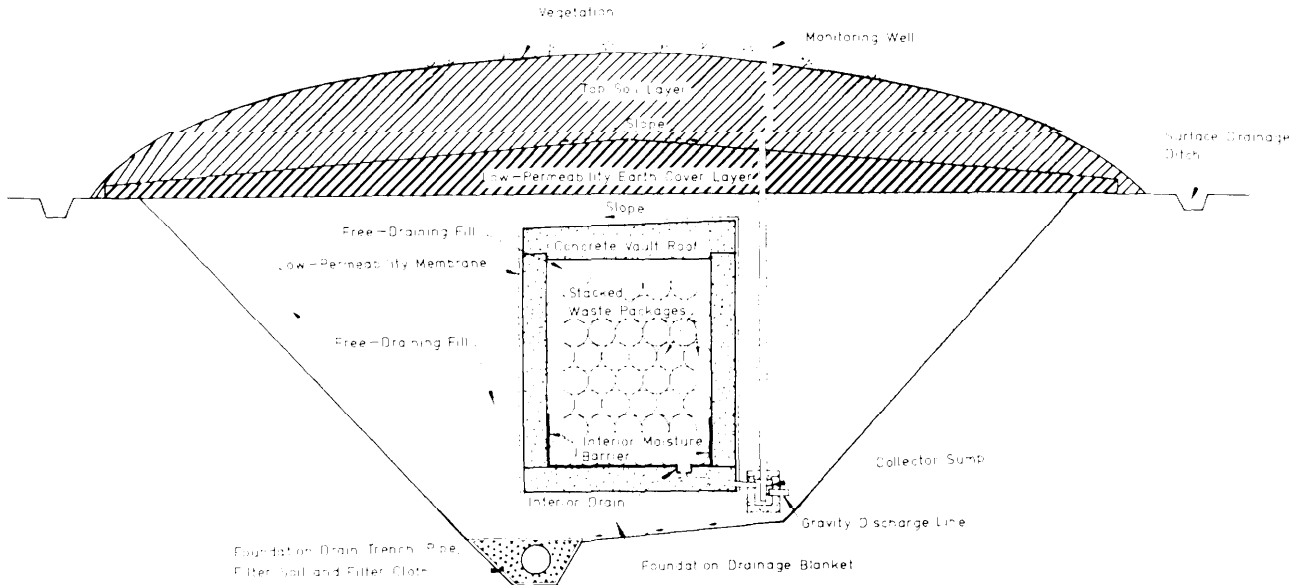 Vegetation
Monitoring Well
Top Soil Layer
Slope
Surface Drainage
Ditch
Low-Permeability Earth Cover Layer
Slope
Free-Draining Fill
Concrete Vault Roof
Low-Permeability Membrane
Stacked
Waste Packages
Free-Draining Fill
Interior Moisture
Barrier
Collector Sump
Interior Drain
Gravity Discharge Line
Foundation Drain Trench, Pipe,
Filter Soil and Filter Cloth
Foundation Drainage Blanket